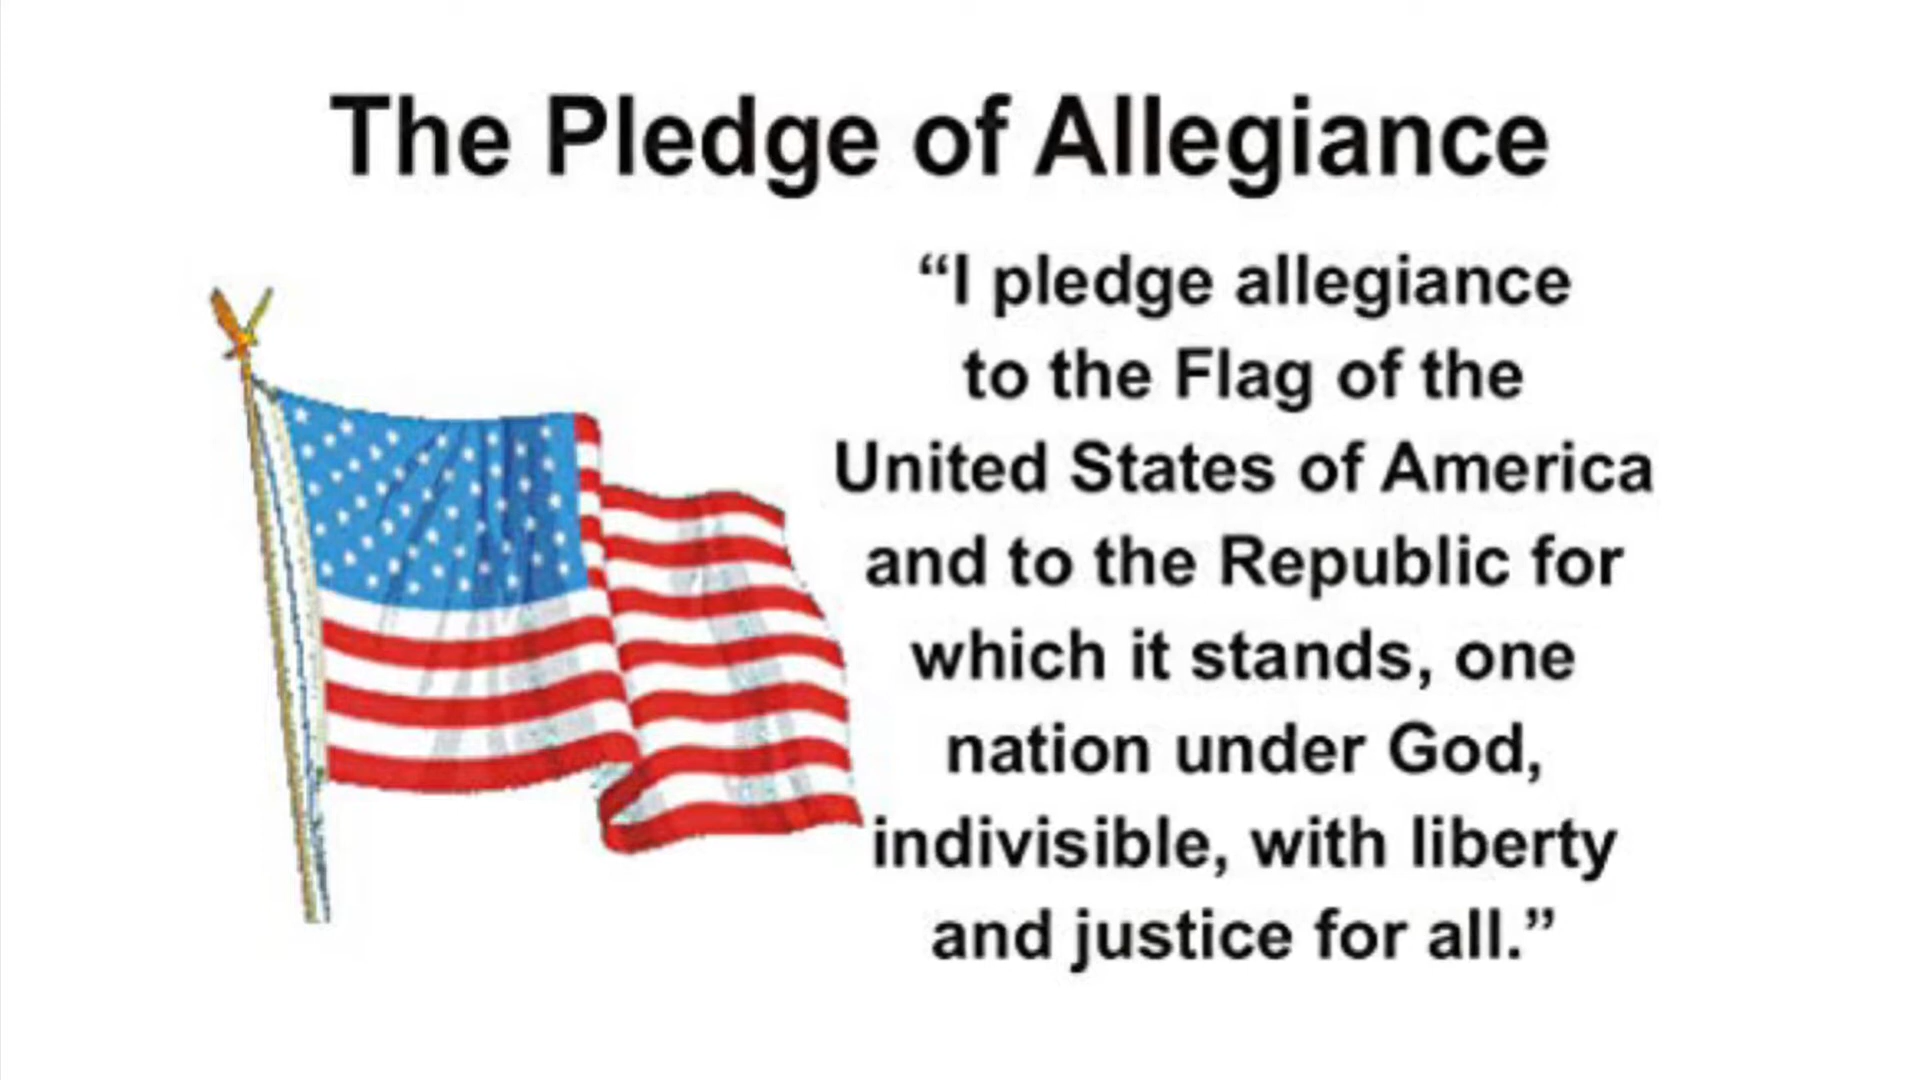 The Pledge of Allegiance
“I pledge allegiance
to the Flag of the
United States of America
and to the Republic for
which it stands, one
nation under God,
indivisible, with liberty
and justice for all.”